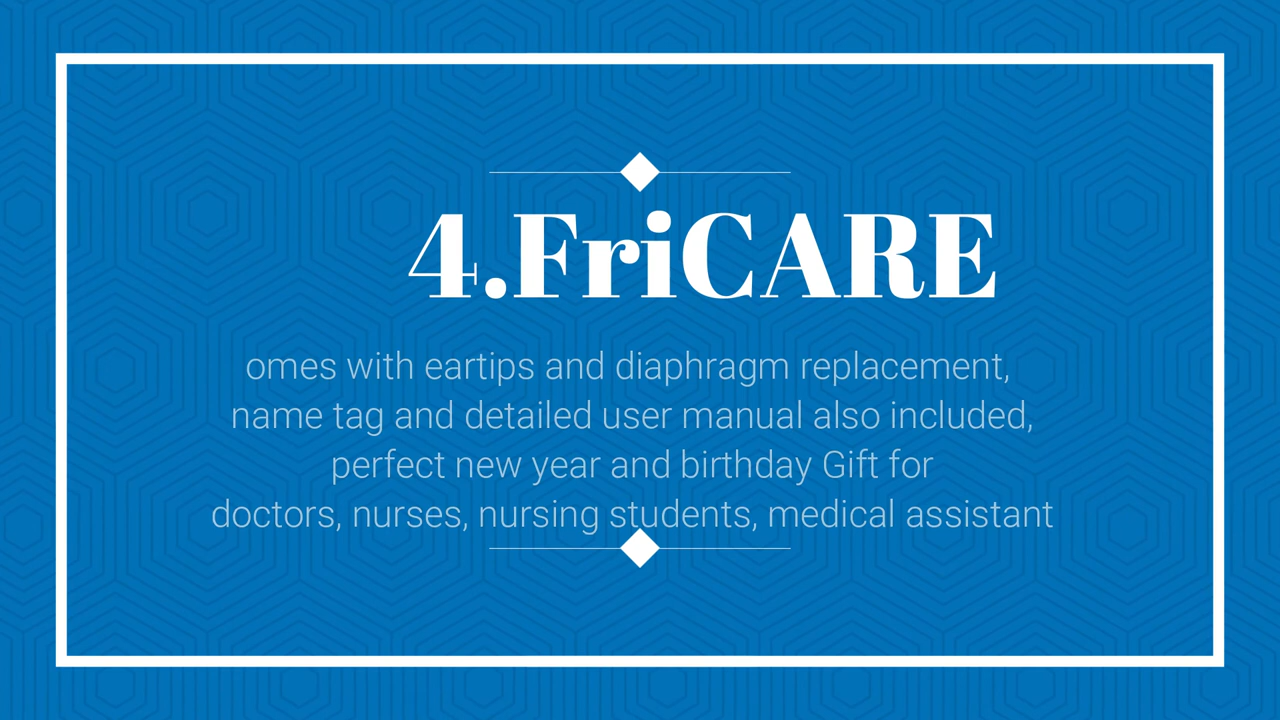 4.FriCARE
omes with eartips and diaphragm replacement,
name tag and detailed user manual also included,
perfect new year and birthday Gift for
doctors, nurses, nursing students, medical assistant